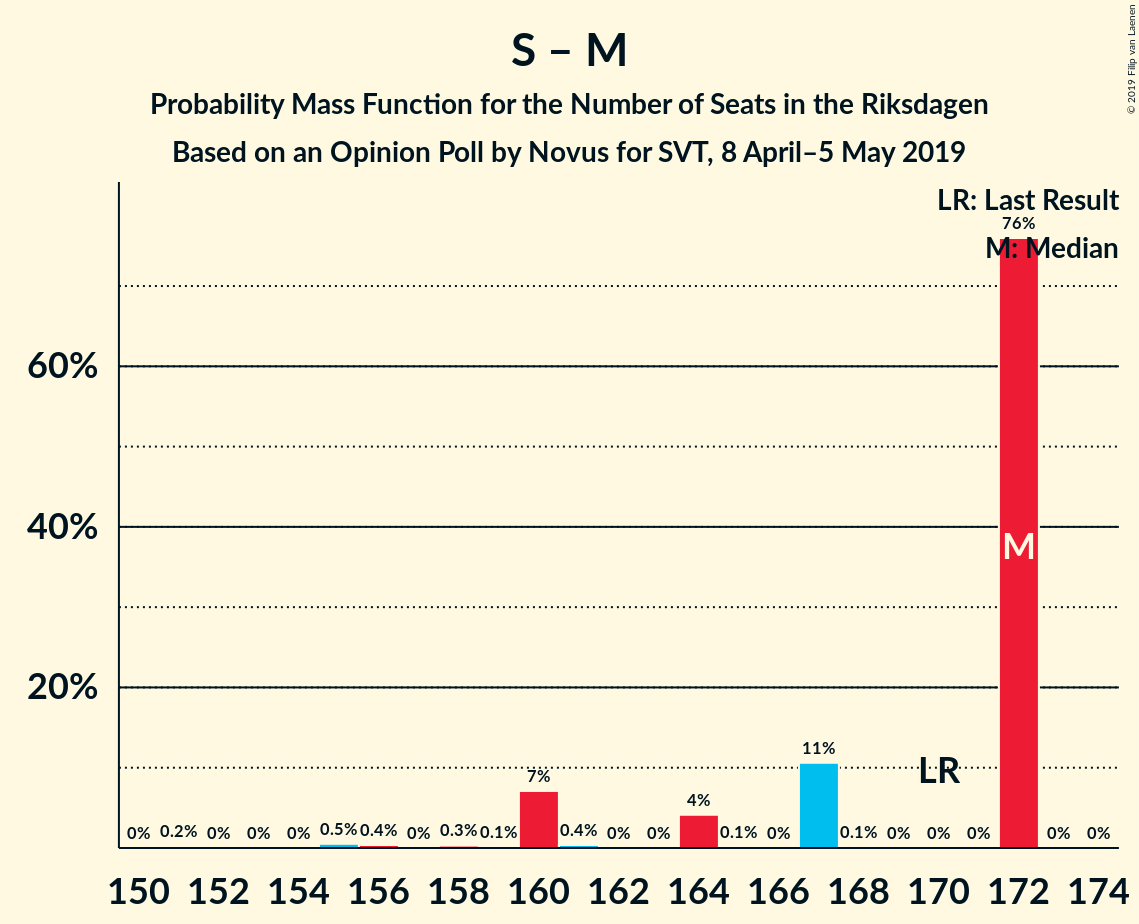 © 2019 Filip van Laenen
S – M
Probability Mass Function for the Number of Seats in the Riksdagen
Based on an Opinion Poll by Novus for SVT, 8 April–5 May 2019
LR: Last Result
76%
M: Median
60%
40%
M
20%
LR
0% 0.2% 0% 0% 0% 0.5% 0.4% 0% 0.3% 0.1% 7% 0.4% 0% 0% 4% 0.1% 0% 11% 0.1% 0% 0% 0% 0% 0%
150 152 154 156 158 160 162 164 166 168 170 172 174